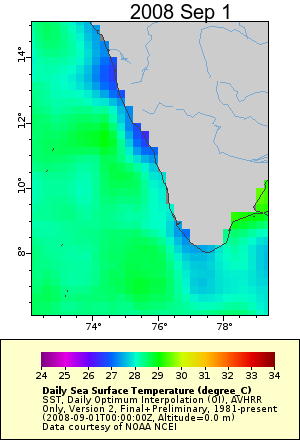 2008 Sep 1
15°
12°
10°
8°
74° 76° 78°
24 25 26 27 28 29 30 31 32 33 34
Daily Sea Surface Temperature (degree_C)
SST, Daily Optimum Interpolation (OI), AVHRR
Only, Version 2, Final+Preliminary, 1981-present
(2008-09-01T00:00:00Z, Altitude=0.0 m)
Data courtesy of NOAA NCEI